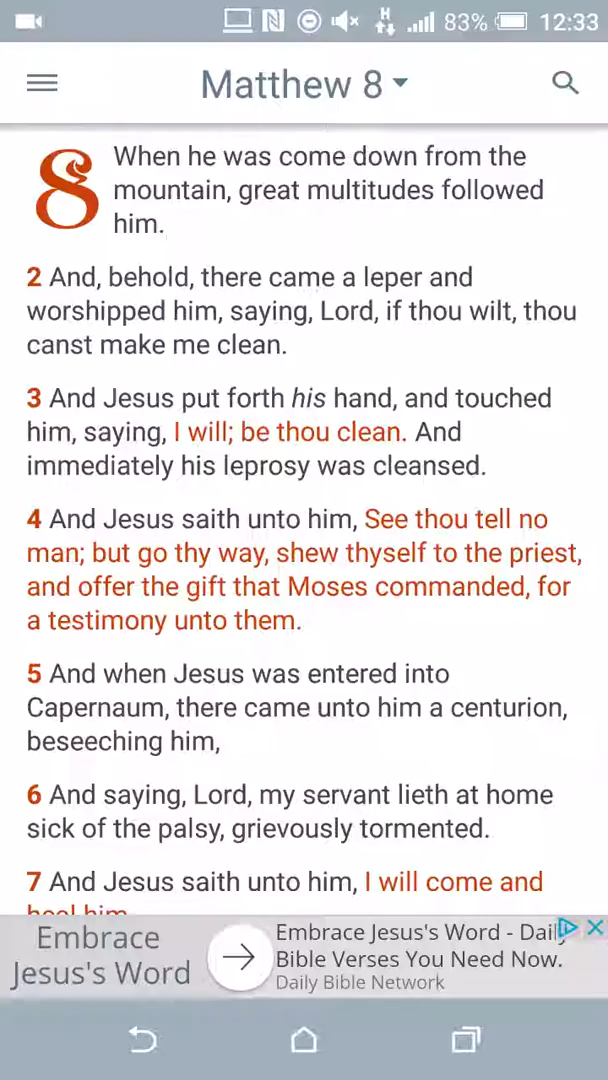 H 83% 12:33
Matthew 8
8 When he was come down from the
mountain, great multitudes followed
him.
2 And, behold, there came a leper and
worshipped him, saying, Lord, if thou wilt, thou
canst make me clean.
3 And Jesus put forth his hand, and touched
him, saying, I will; be thou clean. And
immediately his leprosy was cleansed.
4 And Jesus saith unto him, See thou tell no
man; but go thy way, shew thyself to the priest,
and offer the gift that Moses commanded, for
a testimony unto them.
5 And when Jesus was entered into
Capernaum, there came unto him a centurion,
beseeching him,
6 And saying, Lord, my servant lieth at home
sick of the palsy, grievously tormented.
7 And Jesus saith unto him, I will come and
heal him.
Embrace
Jesus's Word
Embrace Jesus's Word - Daily
Bible Verses You Need Now.
Daily Bible Network